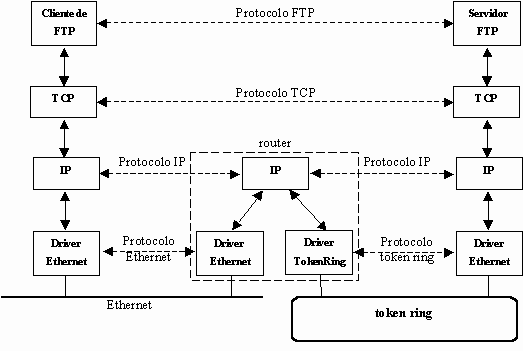 Cliente de
FTP
Protocolo FTP
Servidor
FTP
TCP
Protocolo TCP
TCP
router
IP
Protocolo IP
IP
Protocolo IP
IP
Driver
Ethernet
Protocolo
Ethernet
Driver
Ethernet
Driver
TokenRing
Protocolo
token ring
Driver
Ethernet
Ethernet
token ring